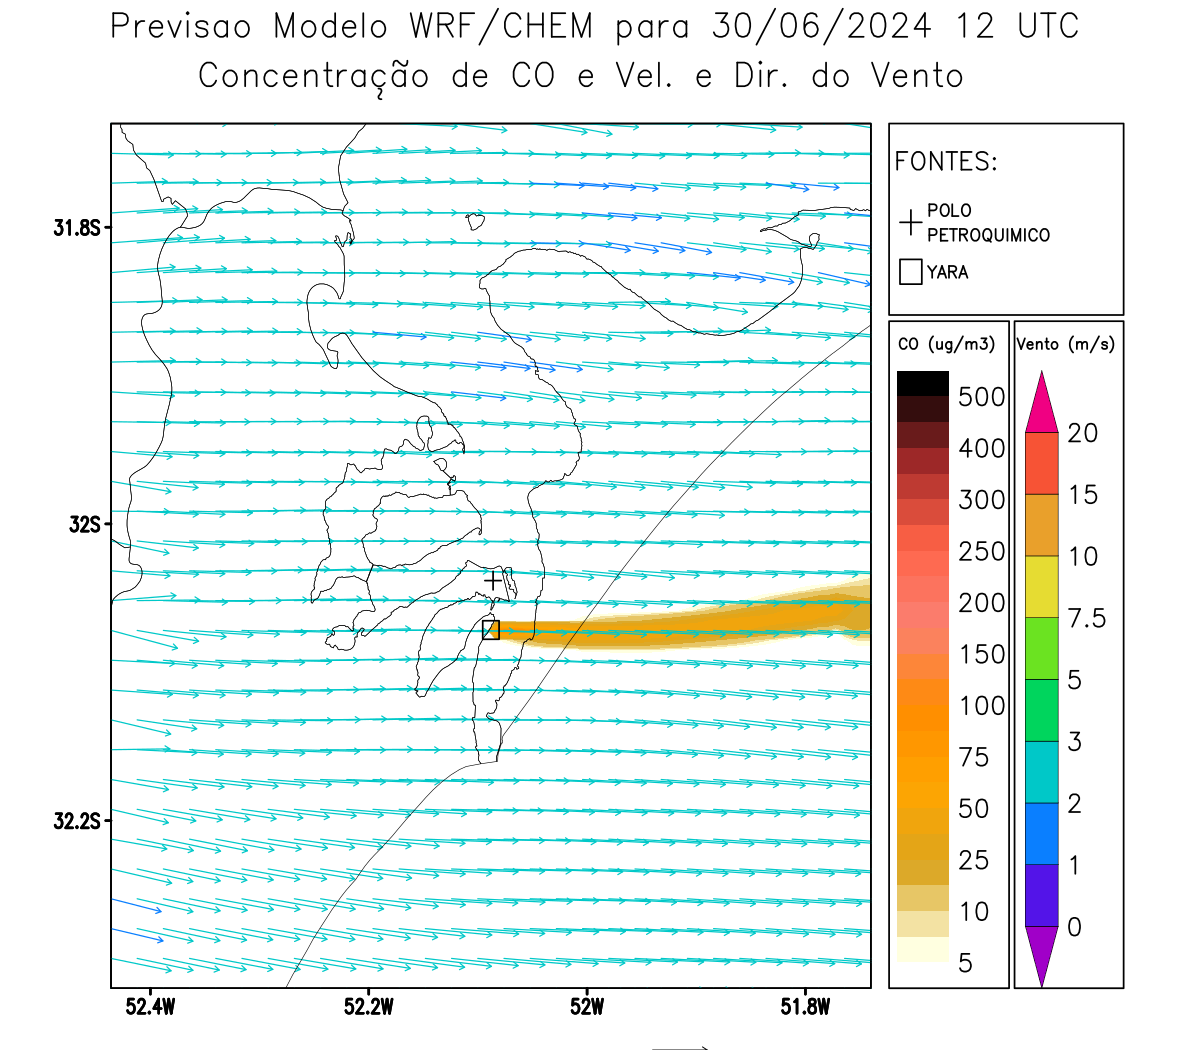 Previsao Modelo WRF/CHEM para 30/06/2024 12 UTC
Concentração de CO e Vel. e Dir. do Vento
FONTES:
POLO
PETROQUIMICO
YARA
CO (ug/m3)
500
400
300
250
200
150
100
75
50
25
10
5
Vento (m/s)
20
15
10
7.5
5
3
2
1
0
31.8S
32S
32.2S
52.4W
52.2W
52W
51.8W